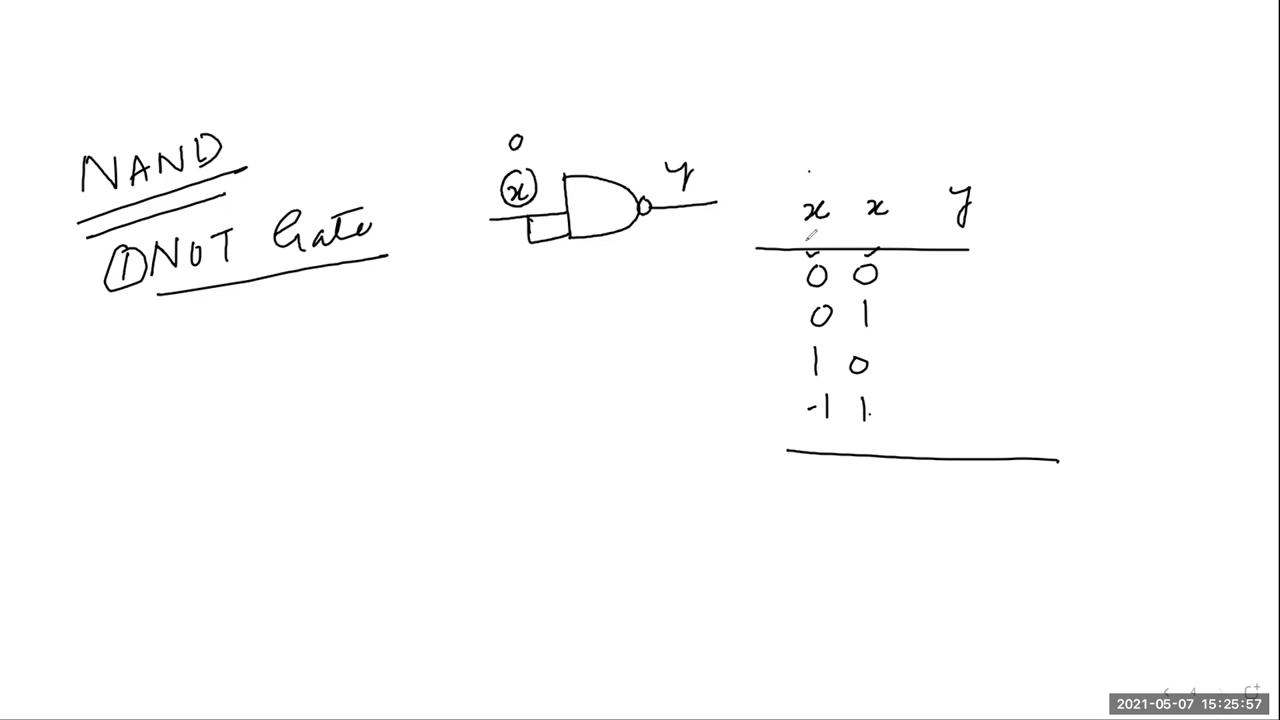 NAND
① NOT Gate
0
x
y
x x y
0 0
0 1
1 0
-1 1.
4
2021-05-07 15:25:57